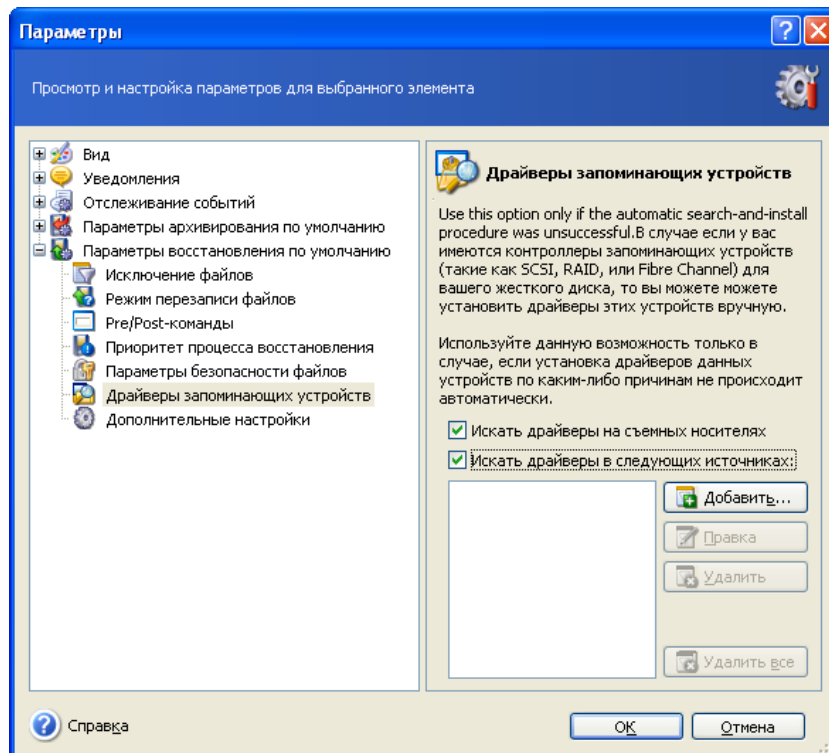 Параметры
Просмотр и настройка параметров для выбранного элемента
Вид
Уведомления
Отслеживание событий
Параметры архивирования по умолчанию
Параметры восстановления по умолчанию
Исключение файлов
Режим перезаписи файлов
Pre/Post-команды
Приоритет процесса восстановления
Параметры безопасности файлов
Драйверы запоминающих устройств
Дополнительные настройки
Драйверы запоминающих устройств
Use this option only if the automatic search-and-install
procedure was unsuccessful.В случае если у вас
имеются контроллеры запоминающих устройств
(такие как SCSI, RAID, или Fibre Channel) для
вашего жесткого диска, то вы можете можете
установить драйверы этих устройств вручную.
Используйте данную возможность только в
случае, если установка драйверов данных
устройств по каким-либо причинам не происходит
автоматически.
Искать драйверы на съемных носителях
Искать драйверы в следующих источниках:
Добавить...
Правка
Удалить
Удалить все
Справка
OK
Отмена